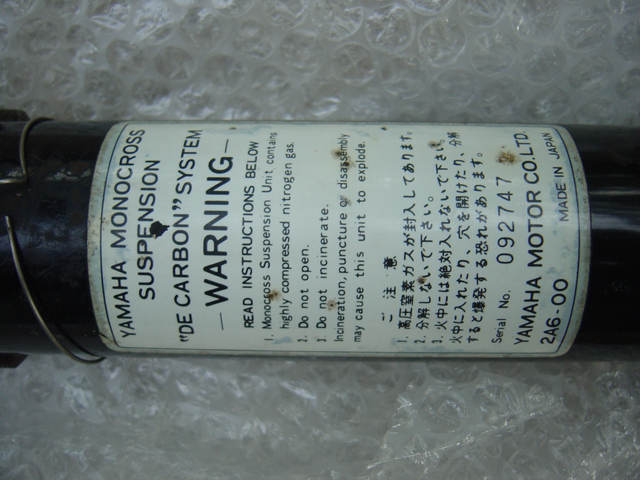 YAMAHA MONOCROSS
SUSPENSION
"DE CARBON" SYSTEM
— WARNING —
READ INSTRUCTIONS BELOW
1. Monocross Suspension Unit contains
highly compressed nitrogen gas.
2. Do not open.
3. Do not incinerate.
Incineration, puncture or disassembly
may cause this unit to explode.
ご 注 意
1. 高圧窒素ガスが封入してあります。
2. 分解しないで下さい。
3. 火中には絶対入れないで下さい。
火中に入れたり、穴を開けたり、分解
すると爆発する恐れがあります。
Serial No. 092747
YAMAHA MOTOR CO.LTD.
2A6-00 MADE IN JAPAN